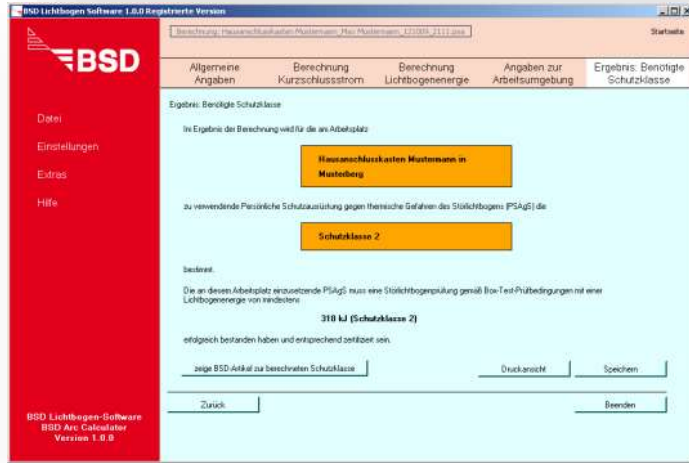 BSD Lichtbogen Software 1.0.0 Registrierte Version
Berechnung: Hausanschlusskasten Mustermann_Max Mustermann_121009_2111.psa
Startseite
BSD
Allgemeine Angaben
Berechnung Kurzschlussstrom
Berechnung Lichtbogenenergie
Angaben zur Arbeitsumgebung
Ergebnis: Benötigte Schutzklasse
Datei
Einstellungen
Extras
Hilfe
Ergebnis: Benötigte Schutzklasse
Im Ergebnis der Berechnung wird für die am Arbeitsplatz
Hausanschlusskasten Mustermann in
Musterberg
zu verwendende Persönliche Schutzausrüstung gegen thermische Gefahren des Störlichtbogens (PSAgS) die
Schutzklasse 2
bestimmt.
Die an diesem Arbeitsplatz einzusetzende PSAgS muss eine Störlichtbogenprüfung gemäß Box-Test-Prüfbedingungen mit einer
Lichtbogenenergie von mindestens
318 kJ (Schutzklasse 2)
erfolgreich bestanden haben und entsprechend zertifiziert sein.
zeige BSD-Artikel zur berechneten Schutzklasse
Druckansicht
Speichern
Zurück
Beenden
BSD Lichtbogen-Software
BSD Arc Calculator
Version 1.0.0